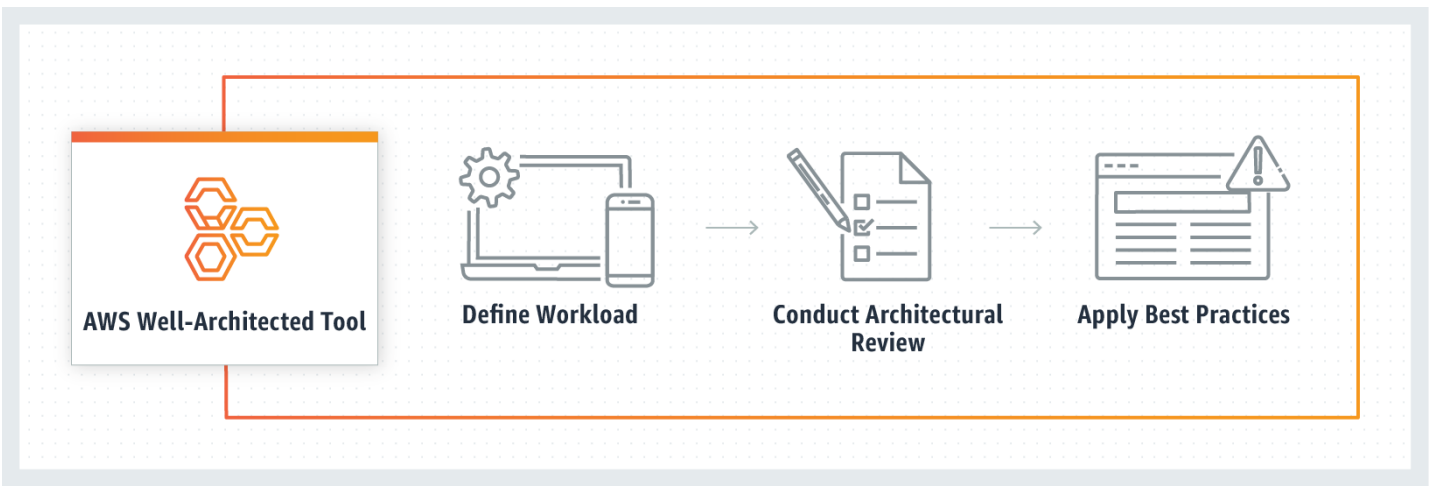 AWS Well-Architected Tool
Define Workload
Conduct Architectural
Review
Apply Best Practices